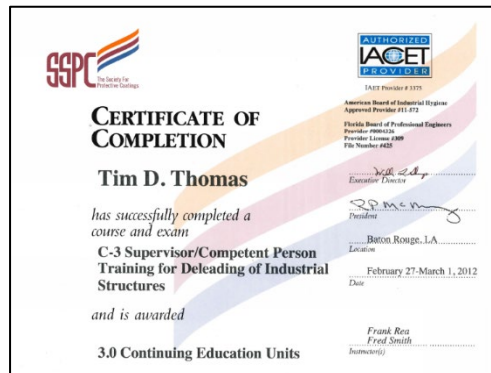 SSPC
The Society for
Protective Coatings
CERTIFICATE OF
COMPLETION
Tim D. Thomas
has successfully completed a
course and exam
C-3 Supervisor/Competent Person
Training for Deleading of Industrial
Structures
and is awarded
3.0 Continuing Education Units
AUTHORIZED
IACET
PROVIDER
IAET Provider # 3375
American Board of Industrial Hygiene
Approved Provider #11-572
Florida Board of Professional Engineers
Provider #0004326
Provider License #309
File Number #425
Executive Director
President
Baton Rouge, LA
Location
February 27-March 1, 2012
Date
Frank Rea
Fred Smith
Instructor(s)